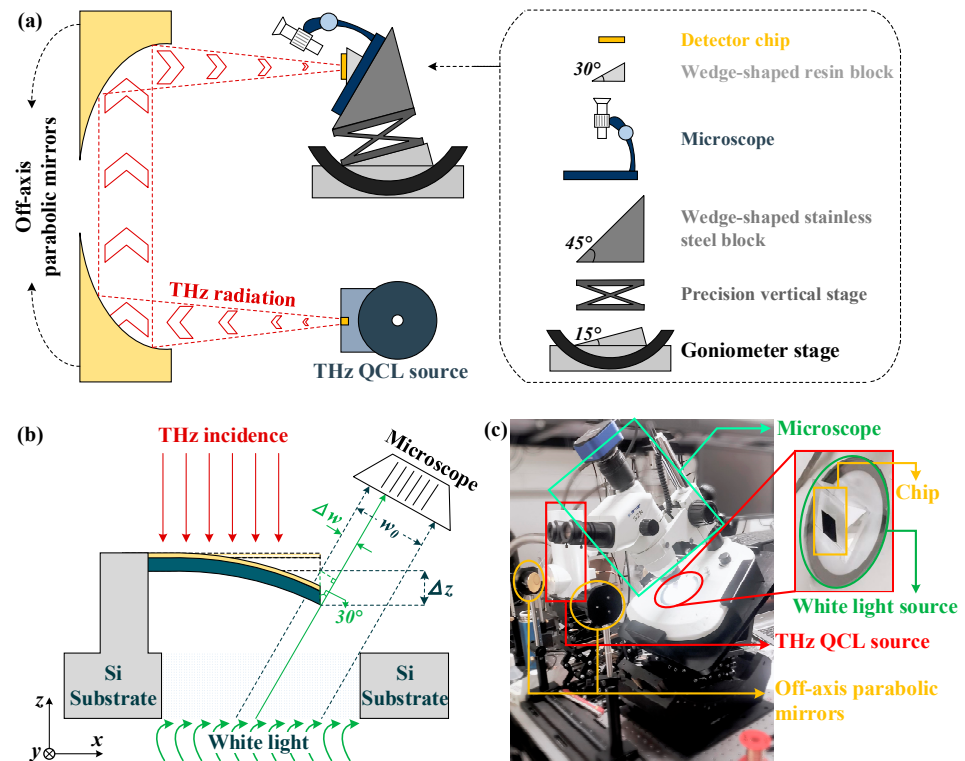 (a)
Off-axis
parabolic mirrors
THz radiation
THz QCL source
Detector chip
30°
Wedge-shaped resin block
Microscope
45°
Wedge-shaped stainless
steel block
Precision vertical stage
15°
Goniometer stage
(b)
THz incidence
Microscope
Δw
w0
Δz
30°
Si
Substrate
Si
Substrate
White light
z
y
x
(c)
Microscope
Chip
White light source
THz QCL source
Off-axis parabolic
mirrors